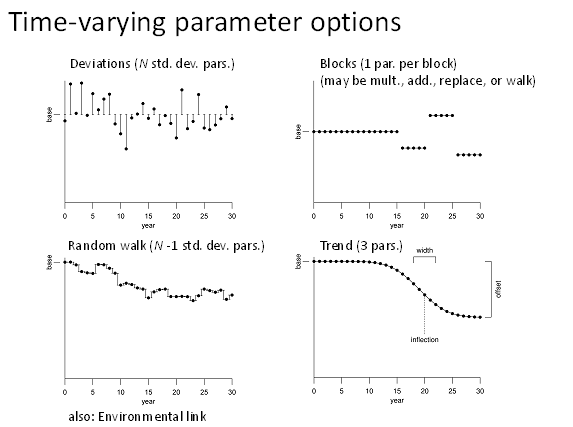 Time-varying parameter options
Deviations (N std. dev. pars.)
base
0 5 10 15 20 25 30
year
Blocks (1 par. per block)
(may be mult., add., replace, or walk)
base
0 5 10 15 20 25 30
year
Random walk (N -1 std. dev. pars.)
base
0 5 10 15 20 25 30
year
Trend (3 pars.)
base
width
offset
inflection
0 5 10 15 20 25 30
year
also: Environmental link